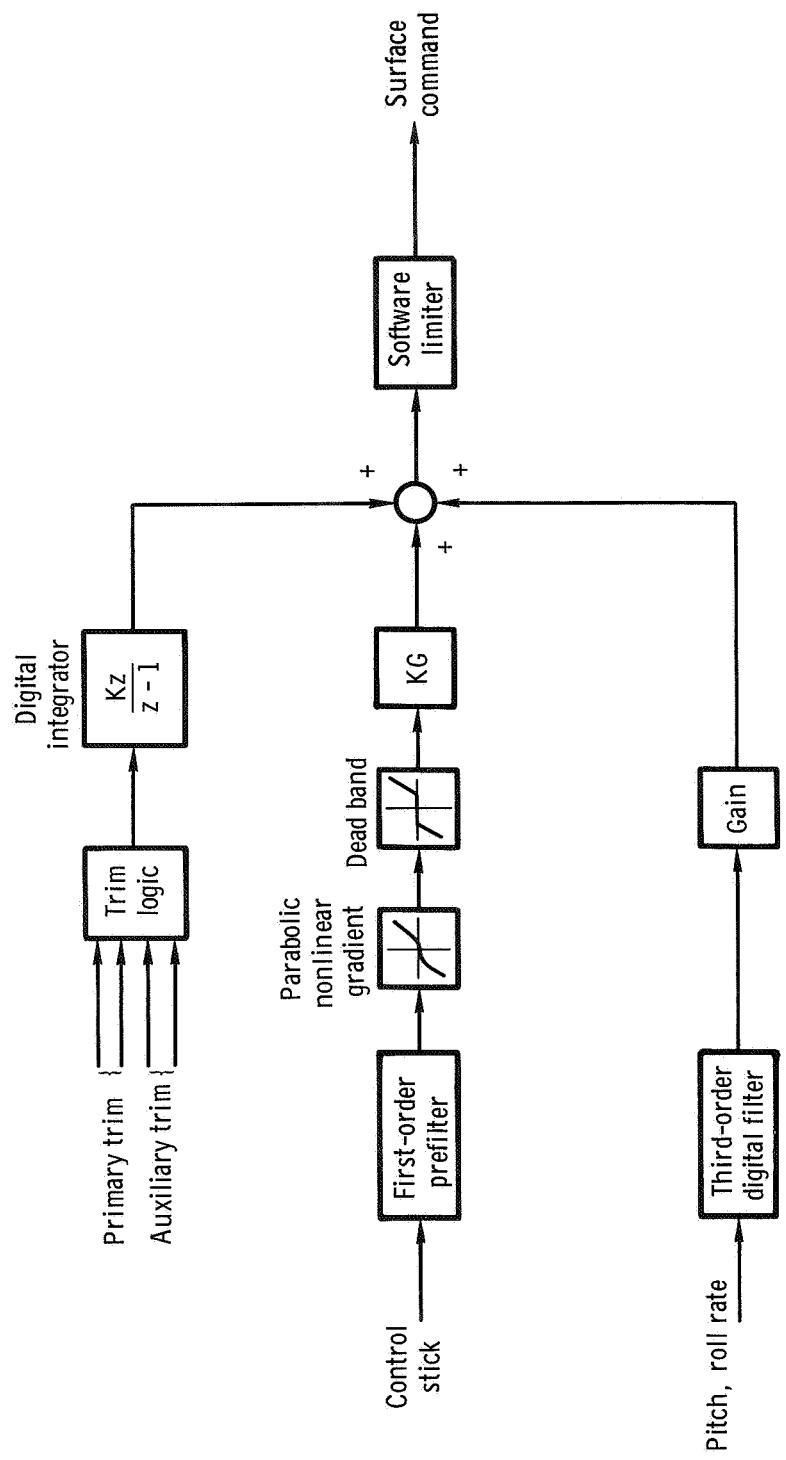 Primary trim }
Auxiliary trim }
Trim
logic
Digital
integrator
Kz
z - 1
Control
stick
First-order
prefilter
Parabolic
nonlinear
gradient
Dead band
KG
+
+
+
Software
limiter
Surface
command
Pitch, roll rate
Third-order
digital filter
Gain